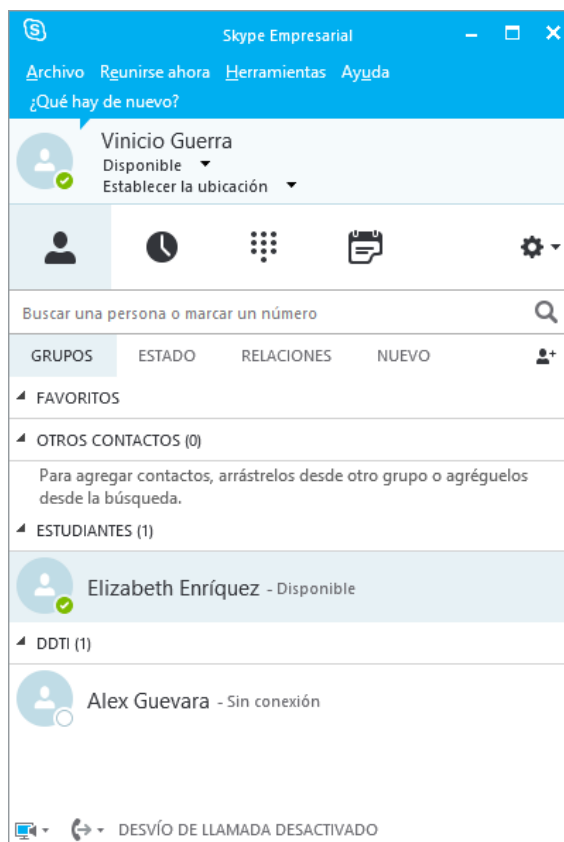 Skype Empresarial
Archivo Reunirse ahora Herramientas Ayuda
¿Qué hay de nuevo?
Vinicio Guerra
Disponible
Establecer la ubicación
Buscar una persona o marcar un número
GRUPOS ESTADO RELACIONES NUEVO
FAVORITOS
OTROS CONTACTOS (0)
Para agregar contactos, arrástrelos desde otro grupo o agréguelos
desde la búsqueda.
ESTUDIANTES (1)
Elizabeth Enríquez - Disponible
DDTI (1)
Alex Guevara - Sin conexión
DESVÍO DE LLAMADA DESACTIVADO